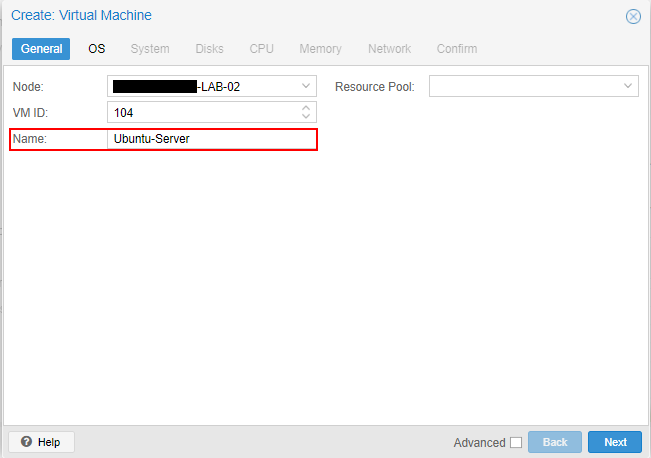 Create: Virtual Machine
General OS System Disks CPU Memory Network Confirm
Node: -LAB-02 Resource Pool:
VM ID: 104
Name: Ubuntu-Server
Help Advanced Back Next